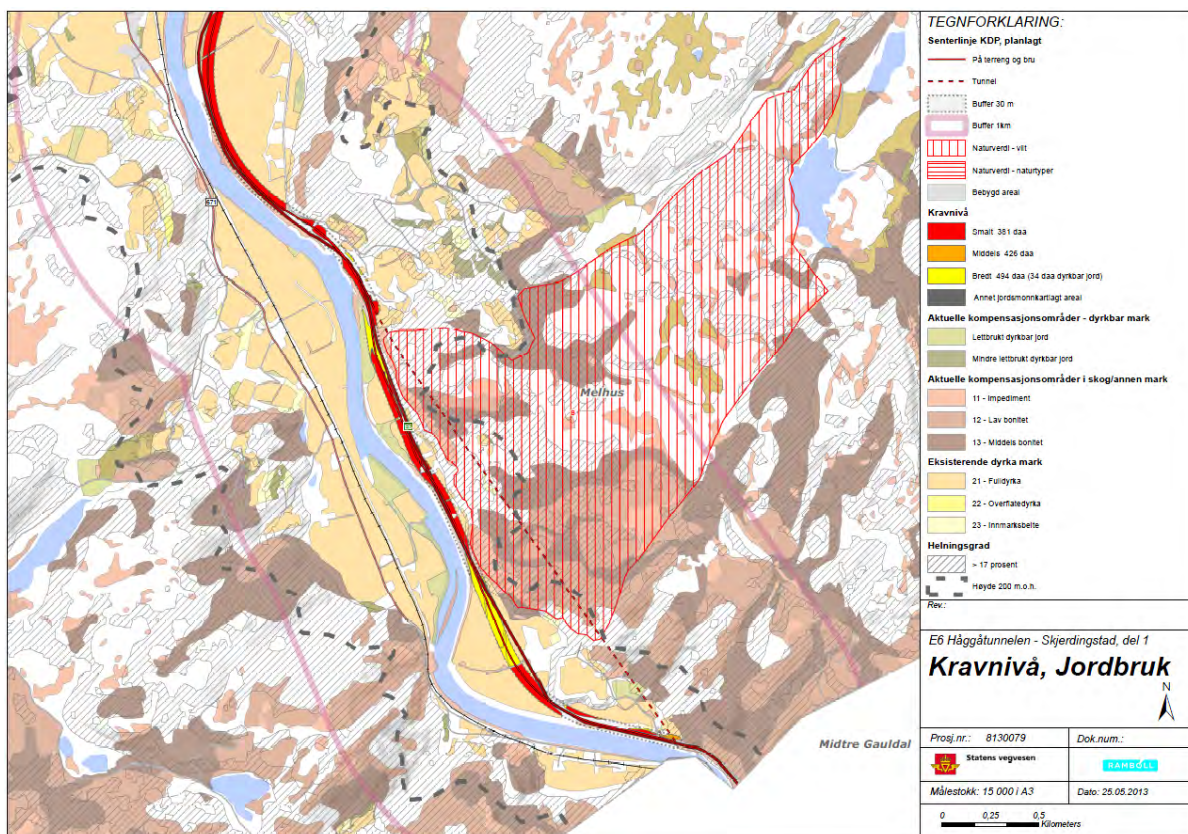 TEGNFORKLARING:
Senterlinje KDP, planlagt
På terreng og bru
Tunnel
Buffer 30 m
Buffer 1km
Naturverdi - vilt
Naturverdi - naturtyper
Bebygd areal
Kravnivå
Smalt 381 daa
Middels 426 daa
Bredt 494 daa (34 daa dyrkbar jord)
Annet jordsmonnkartlagt areal
Aktuelle kompensasjonsområder - dyrkbar mark
Lettbrukt dyrkbar jord
Mindre lettbrukt dyrkbar jord
Aktuelle kompensasjonsområder i skog/annen mark
11 - Impediment
12 - Lav bonitet
13 - Middels bonitet
Eksisterende dyrka mark
21 - Fulldyrka
22 - Overflatedyrka
23 - Innmarksbeite
Helningsgrad
> 17 prosent
Høyde 200 m.o.h.
Rev.:
E6 Håggåtunnelen - Skjerdingstad, del 1
Kravnivå, Jordbruk
N
Prosj.nr.: 8130079
Dok.num.:
Statens vegvesen
RAMBOLL
Målestokk: 15 000 i A3
Dato: 25.05.2013
0 0,25 0,5
Kilometers
Melhus
Midtre Gauldal